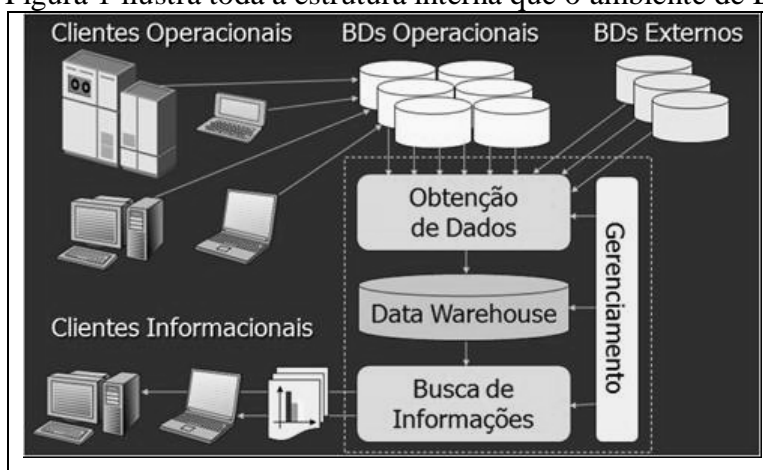 Figura 1 ilustra toda a estrutura interna que o ambiente de
Clientes Operacionais
BDs Operacionais
BDs Externos
Obtenção
de Dados
Gerenciamento
Data Warehouse
Clientes Informacionais
Busca de
Informações